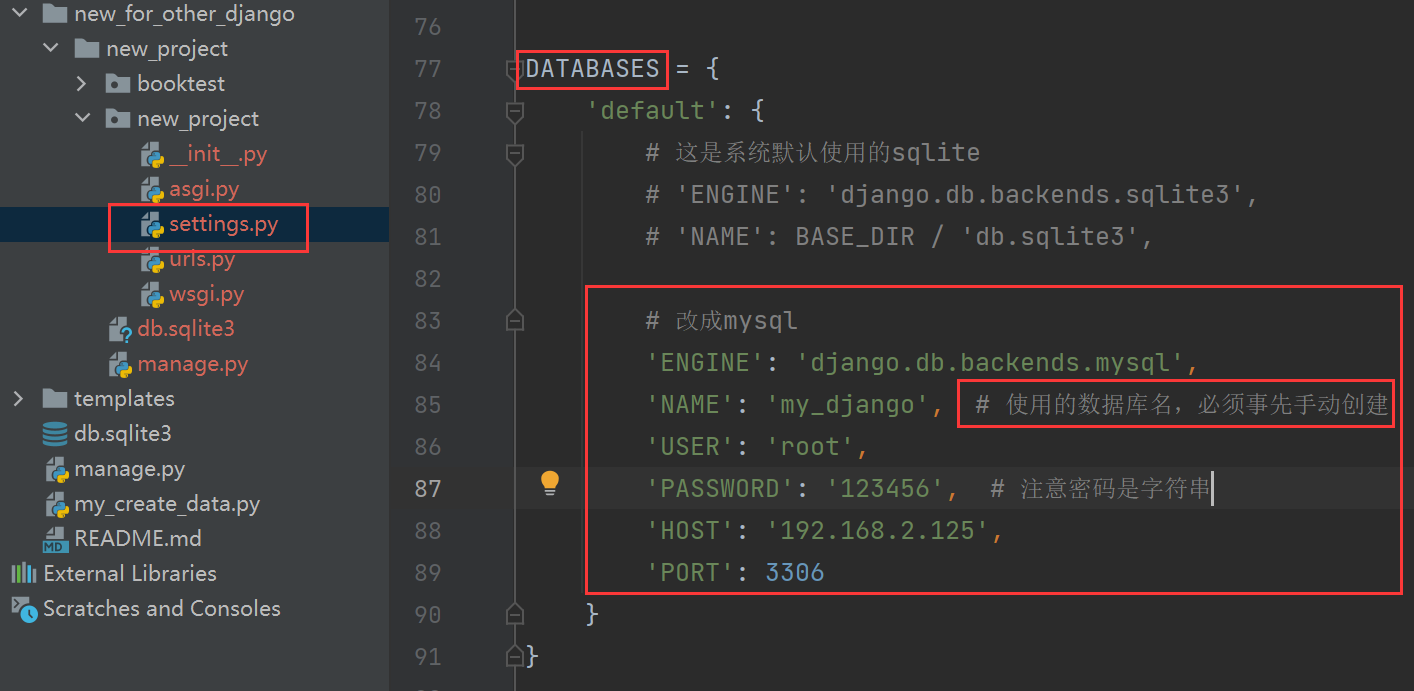 new_for_other_django
new_project
booktest
new_project
__init__.py
asgi.py
settings.py
urls.py
wsgi.py
db.sqlite3
manage.py
templates
db.sqlite3
manage.py
my_create_data.py
MD README.md
External Libraries
Scratches and Consoles
76
77 DATABASES = {
78 'default': {
79 # 这是系统默认使用的sqlite
80 # 'ENGINE': 'django.db.backends.sqlite3',
81 # 'NAME': BASE_DIR / 'db.sqlite3',
82
83 # 改成mysql
84 'ENGINE': 'django.db.backends.mysql',
85 'NAME': 'my_django', # 使用的数据库名，必须事先手动创建
86 'USER': 'root',
87 'PASSWORD': '123456', # 注意密码是字符串
88 'HOST': '192.168.2.125',
89 'PORT': 3306
90 }
91 }